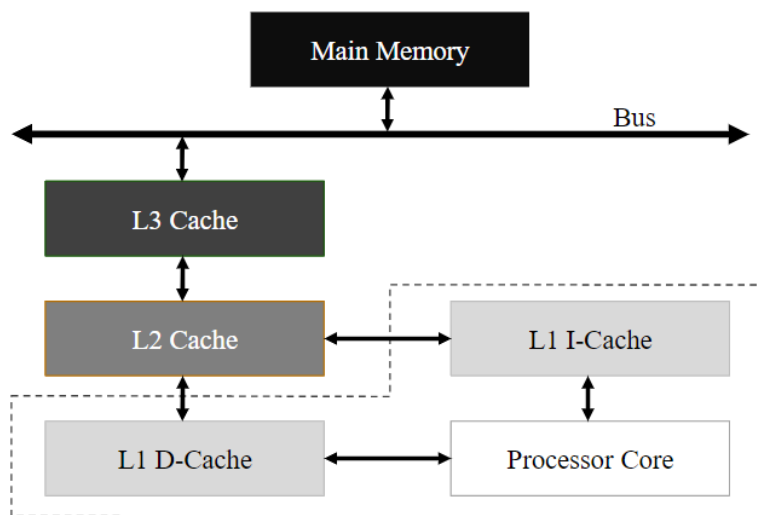 Main Memory
Bus
L3 Cache
L2 Cache
L1 I-Cache
L1 D-Cache
Processor Core